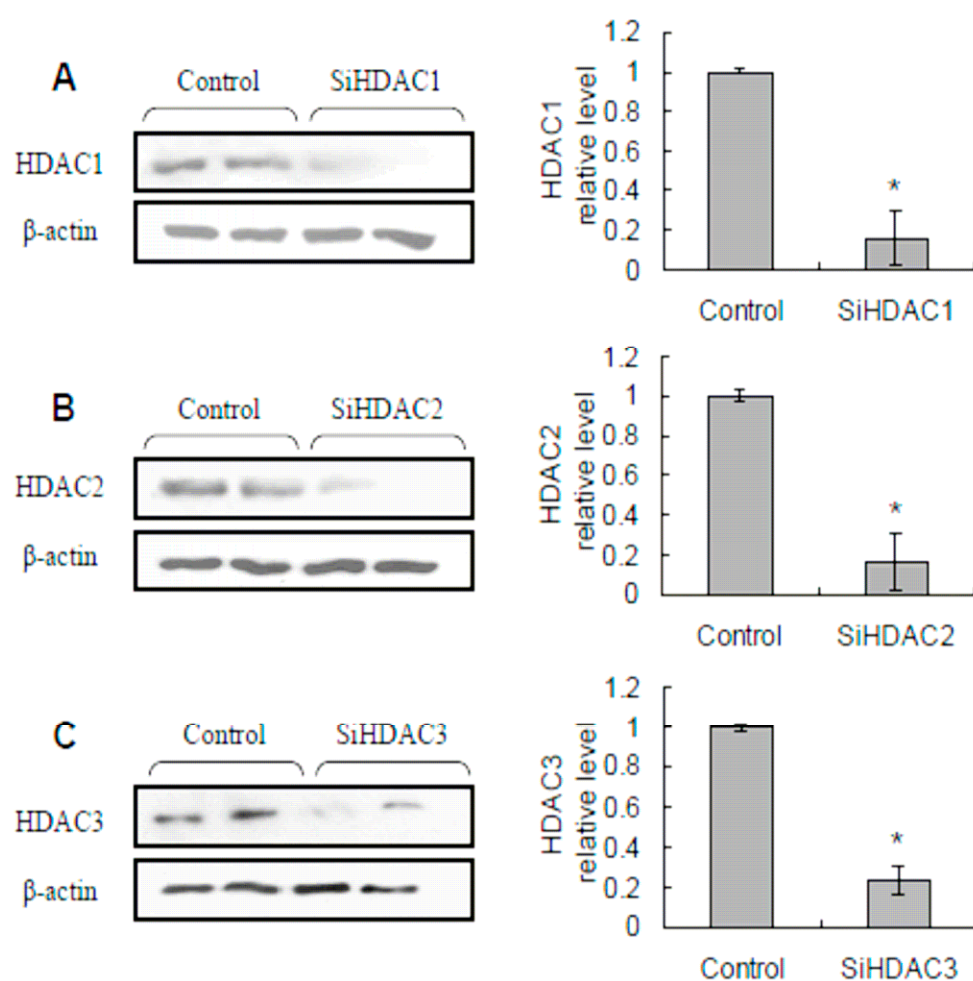 A
Control SiHDAC1
HDAC1
β-actin
HDAC1
relative level
1.2
1
0.8
0.6
0.4
0.2
0
*
Control SiHDAC1
B
Control SiHDAC2
HDAC2
β-actin
HDAC2
relative level
1.2
1
0.8
0.6
0.4
0.2
0
*
Control SiHDAC2
C
Control SiHDAC3
HDAC3
β-actin
HDAC3
relative level
1.2
1
0.8
0.6
0.4
0.2
0
*
Control SiHDAC3